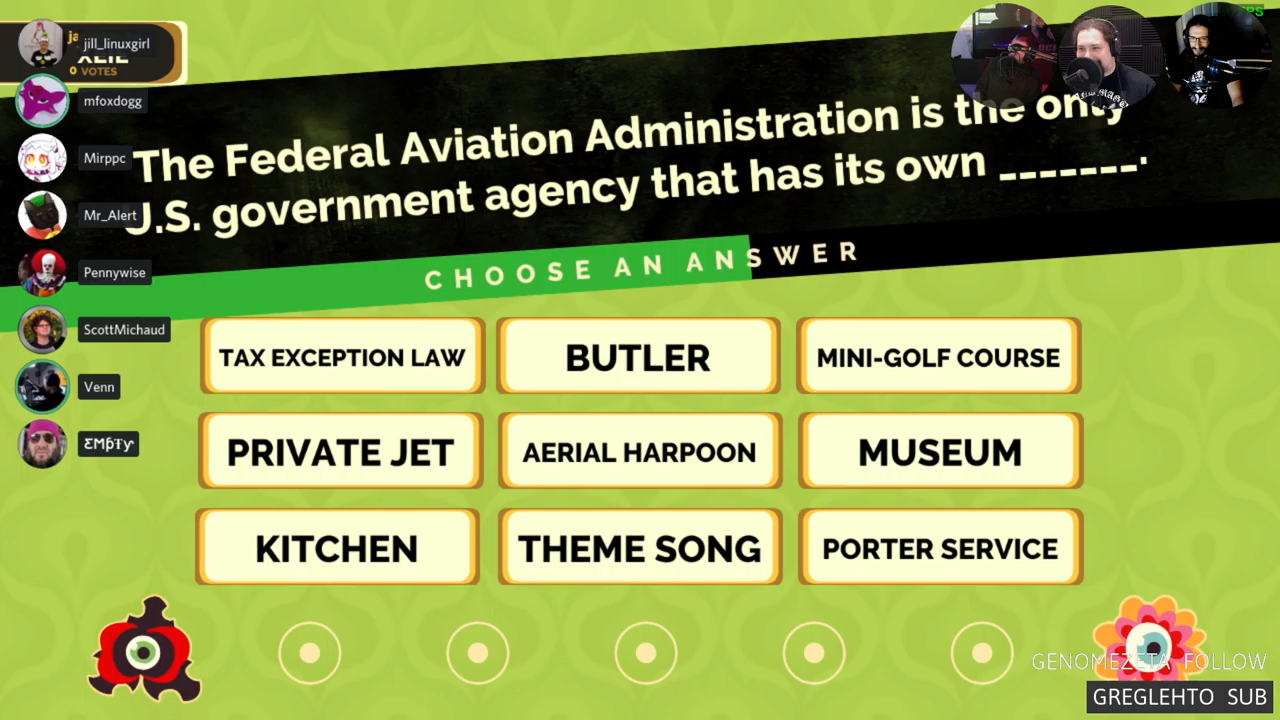 jill_linuxgirl
0 VOTES
mfoxdogg
Mirppc
Mr_Alert
Pennywise
ScottMichaud
Venn
ƩMβŦƴ
The Federal Aviation Administration is the only
U.S. government agency that has its own _______.
CHOOSE AN ANSWER
TAX EXCEPTION LAW
BUTLER
MINI-GOLF COURSE
PRIVATE JET
AERIAL HARPOON
MUSEUM
KITCHEN
THEME SONG
PORTER SERVICE
GENOMEZETA FOLLOW
GREGLEHTO SUB